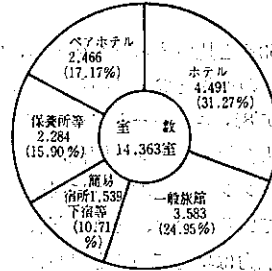 ペアホテル
2.466
(17.17%)
ホテル
4.491
(31.27%)
保養所等
2.284
(15.90%)
室数
14.363室
簡易
宿所1.539
下宿等
(10.71
%)
一般旅館
3.583
(24.95%)